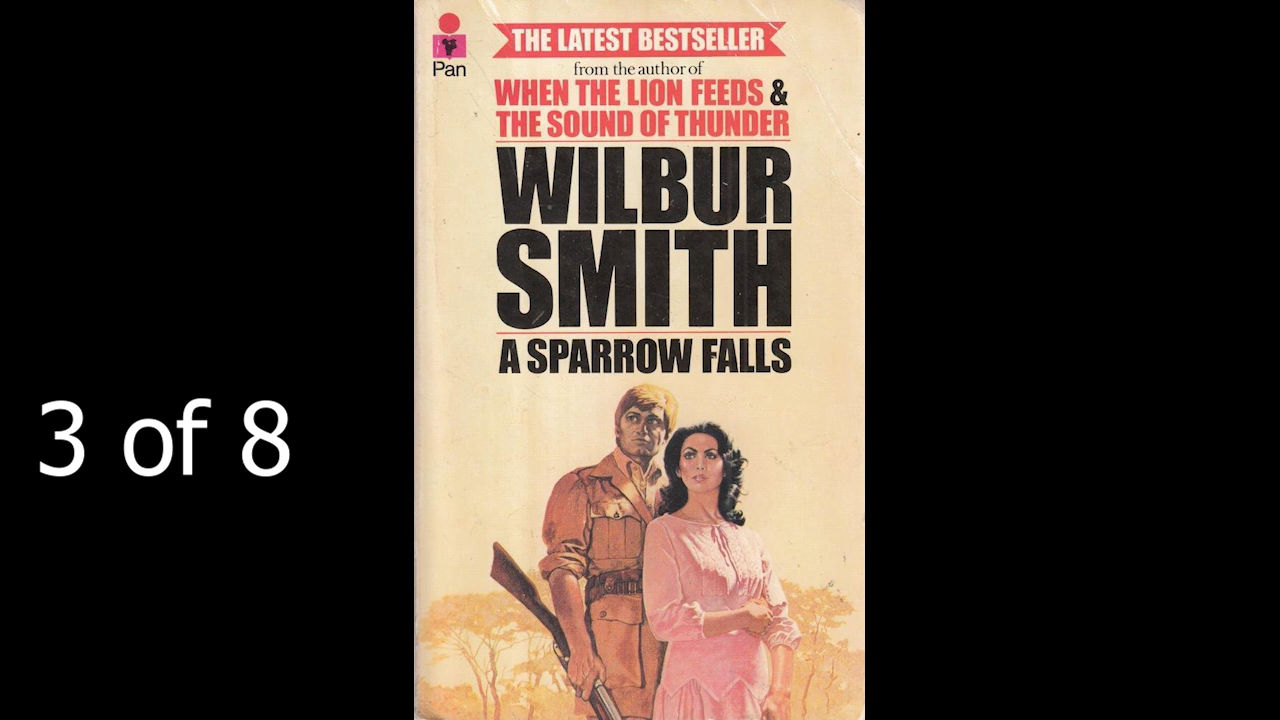 3 of 8
Pan
THE LATEST BESTSELLER
from the author of
WHEN THE LION FEEDS &
THE SOUND OF THUNDER
WILBUR
SMITH
A SPARROW FALLS